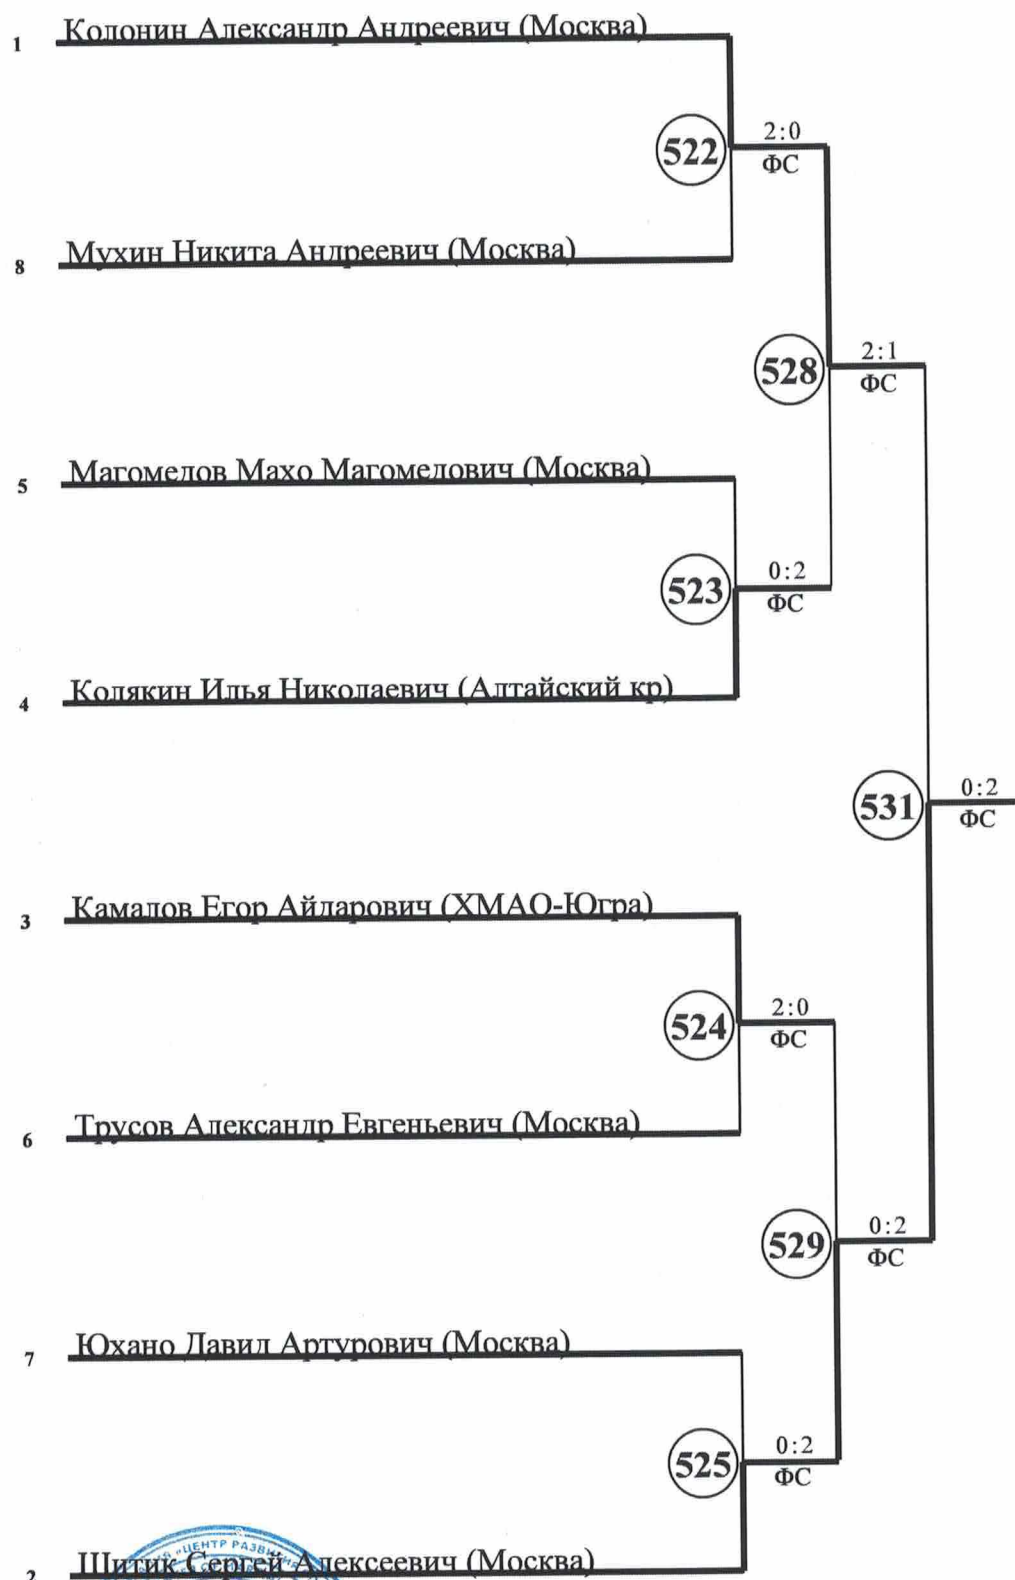 1 Колонин Александр Андреевич (Москва)
522 2:0
ФС
8 Мухин Никита Андреевич (Москва)
528 2:1
ФС
5 Магомедов Махо Магомедович (Москва)
523 0:2
ФС
4 Колякин Илья Николаевич (Алтайский кр)
531 0:2
ФС
3 Камалов Егор Айдарович (ХМАО-Югра)
524 2:0
ФС
6 Трусов Александр Евгеньевич (Москва)
529 0:2
ФС
7 Юхано Давид Артурович (Москва)
525 0:2
ФС
"ЦЕНТР РАЗВИТИЯ
2 Шитик Сергей Алексеевич (Москва)